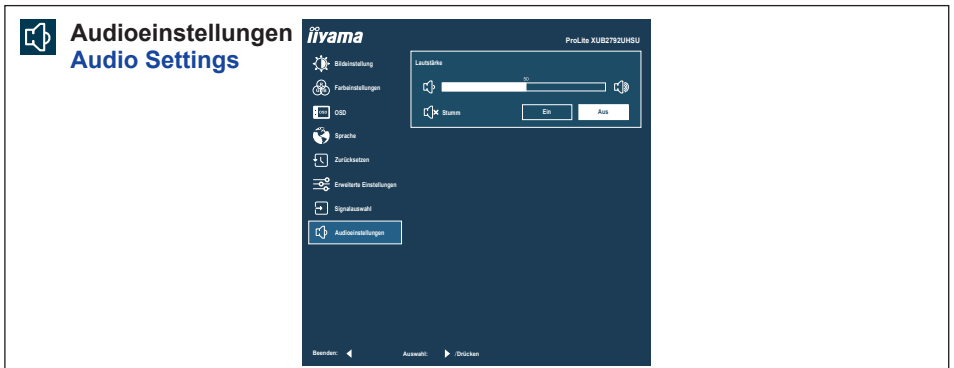 Audioeinstellungen
Audio Settings
iiyama
ProLite XUB2792UHSU
Bildeinstellung
Farbeinstellungen
OSD
OSD
Sprache
Zurücksetzen
Erweiterte Einstellungen
Signalauswahl
Audioeinstellungen
Lautstärke
50
Stumm
Ein
Aus
Beenden:
Auswahl:
/Drücken